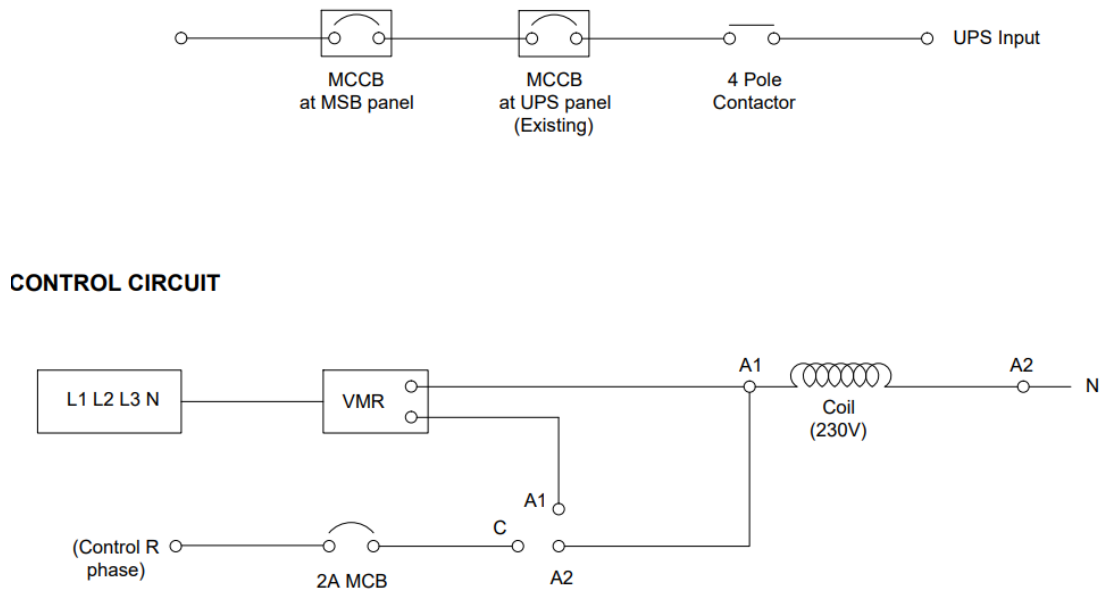 UPS Input
MCCB
at MSB panel
MCCB
at UPS panel
(Existing)
4 Pole
Contactor
CONTROL CIRCUIT
L1 L2 L3 N
VMR
A1
A2
N
Coil
(230V)
A1
C
(Control R
phase)
2A MCB
A2